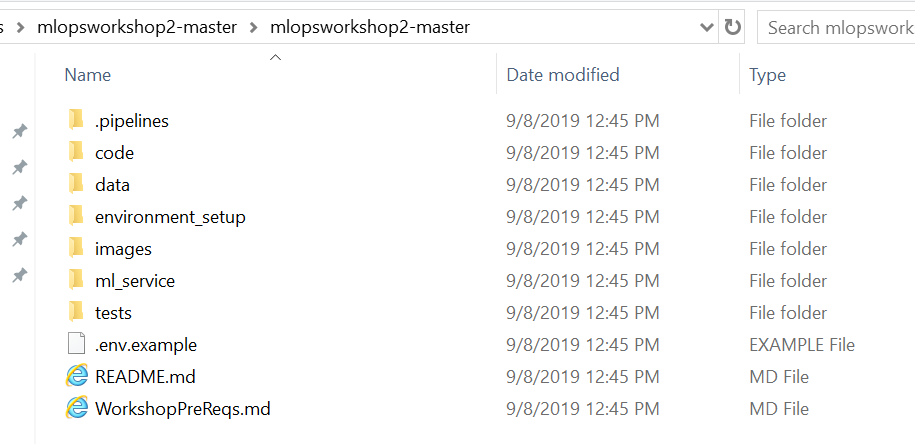 s > mlopsworkshop2-master > mlopsworkshop2-master Search mlopswork
Name Date modified Type
.pipelines 9/8/2019 12:45 PM File folder
code 9/8/2019 12:45 PM File folder
data 9/8/2019 12:45 PM File folder
environment_setup 9/8/2019 12:45 PM File folder
images 9/8/2019 12:45 PM File folder
ml_service 9/8/2019 12:45 PM File folder
tests 9/8/2019 12:45 PM File folder
.env.example 9/8/2019 12:45 PM EXAMPLE File
README.md 9/8/2019 12:45 PM MD File
WorkshopPreReqs.md 9/8/2019 12:45 PM MD File